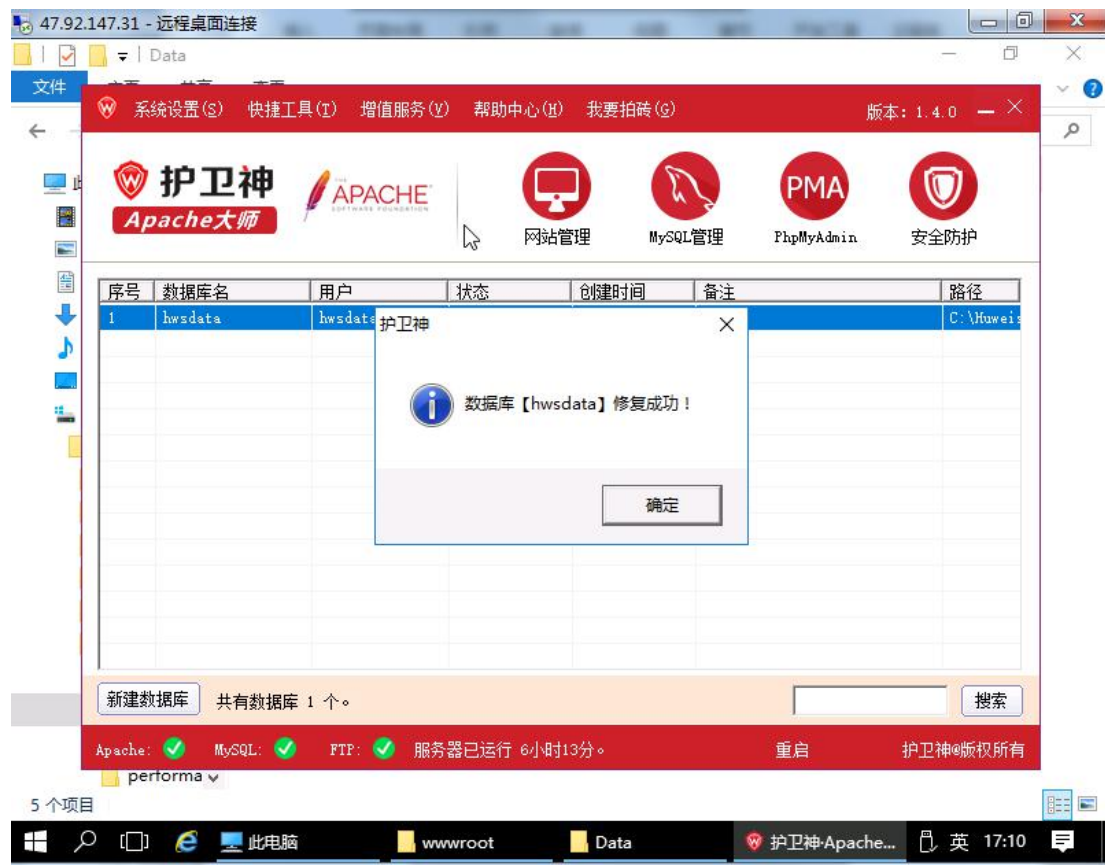 47.92.147.31 - 远程桌面连接
Data
文件
系统设置(S) 快捷工具(T) 增值服务(V) 帮助中心(H) 我要拍砖(G) 版本: 1.4.0
护卫神
Apache大师
THE
APACHE
SOFTWARE FOUNDATION
PMA
网站管理 MySQL管理 PhpMyAdmin 安全防护
序号 数据库名 用户 状态 创建时间 备注 路径
1 hwsdata hwsdata C:\Huweis
护卫神
数据库【hwsdata】修复成功！
确定
新建数据库 共有数据库 1 个。 搜索
Apache: MySQL: FTP: 服务器已运行 6小时13分。 重启 护卫神@版权所有
performa
5 个项目
此电脑 wwwroot Data 护卫神·Apache... 英 17:10